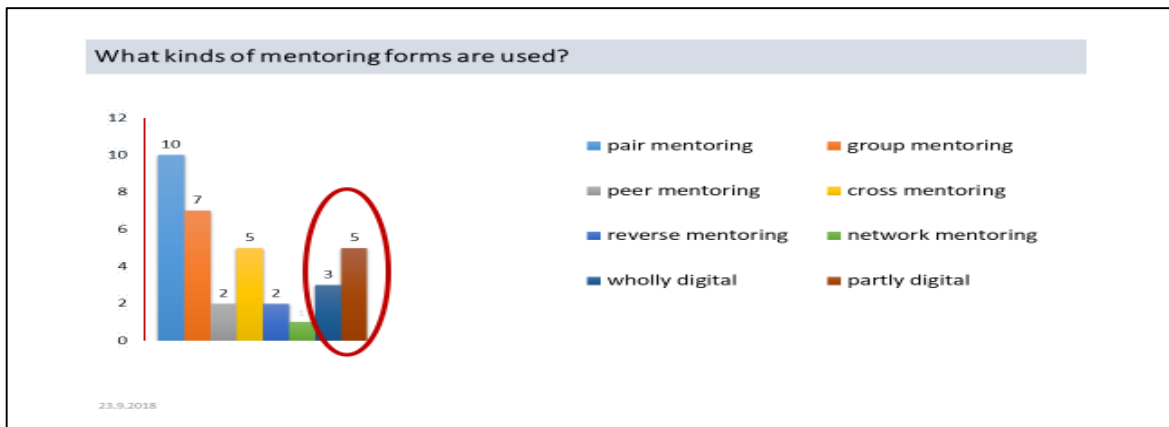 What kinds of mentoring forms are used?
12
10
8
6
4
2
0
10
7
2
5
2
1
3
5
pair mentoring
group mentoring
peer mentoring
cross mentoring
reverse mentoring
network mentoring
wholly digital
partly digital
23.9.2018